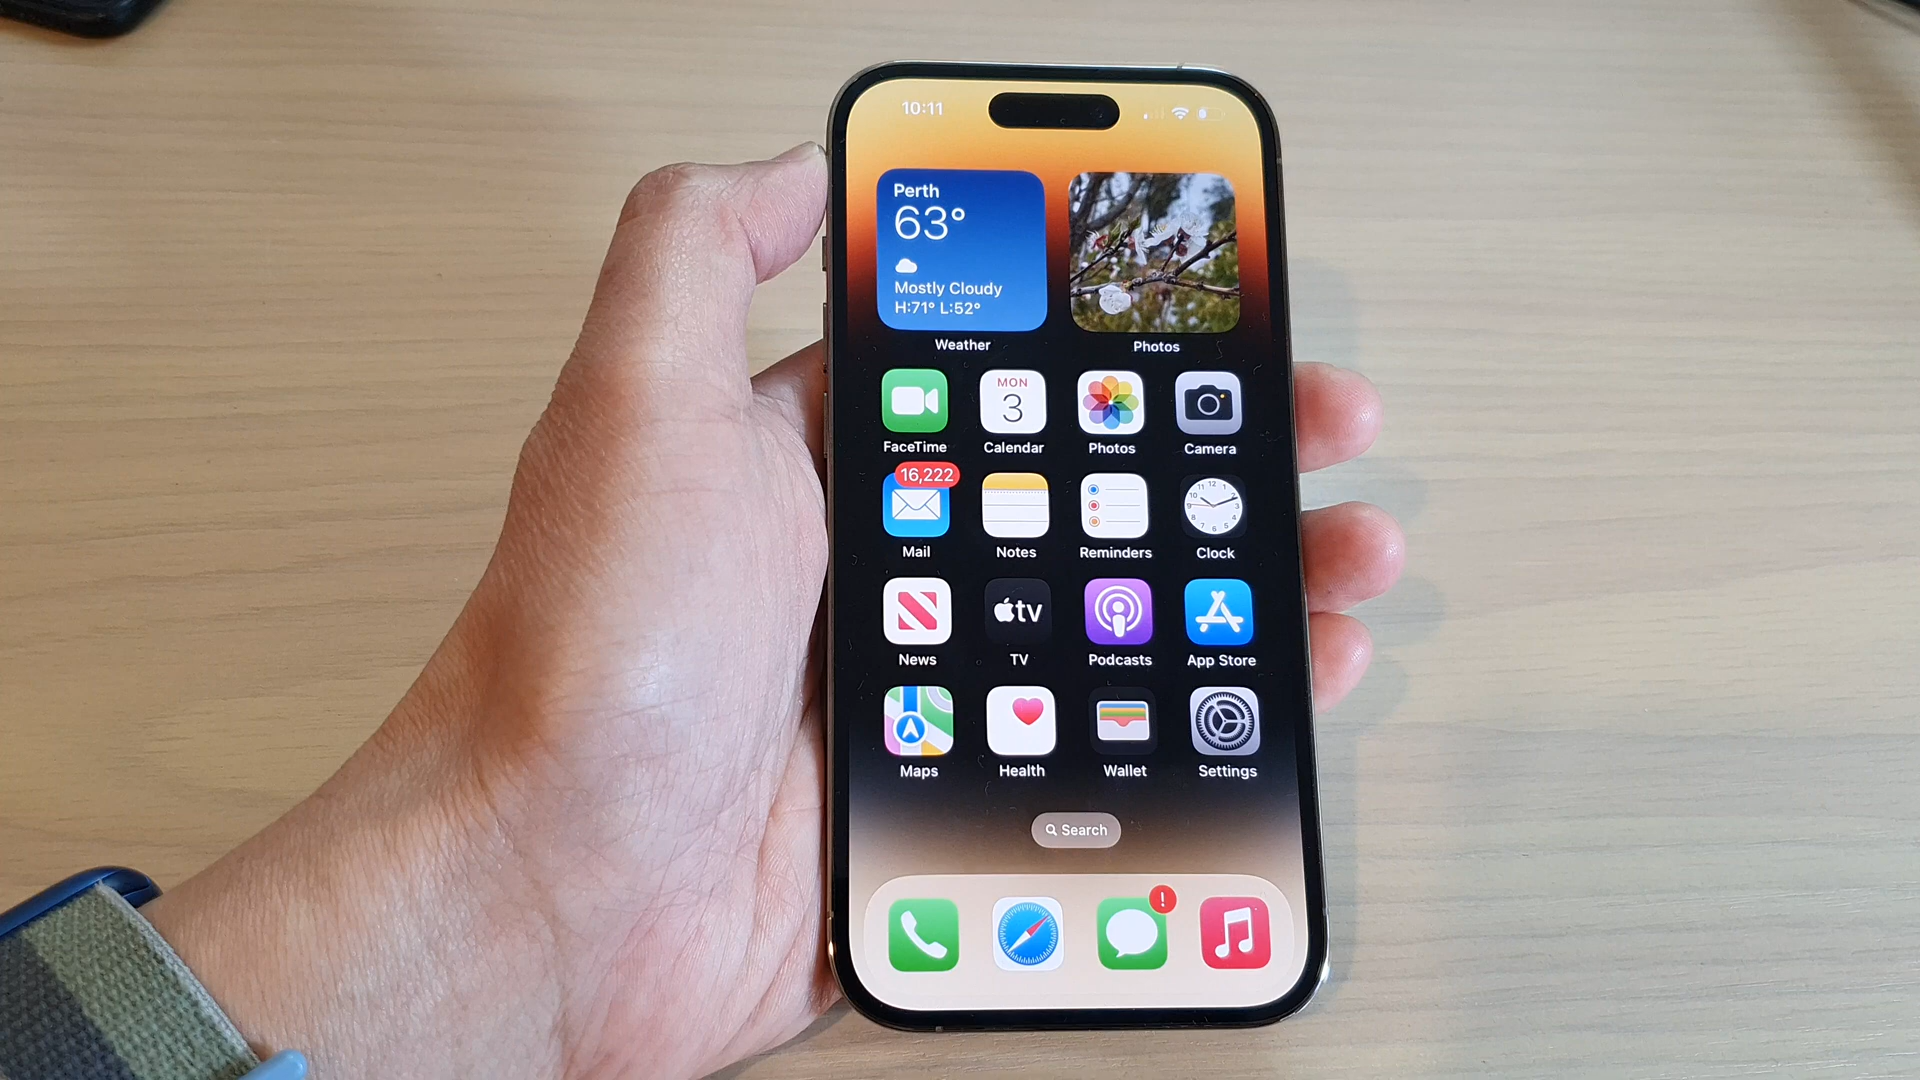 10:11
Perth
63°
Mostly Cloudy
H:71° L:52°
Weather
Photos
MON
3
FaceTime
Calendar
Photos
Camera
16,222
Mail
Notes
Reminders
Clock
tv
News
TV
Podcasts
App Store
Maps
Health
Wallet
Settings
Search
!